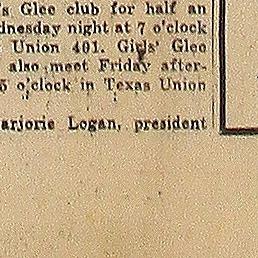 's Glee club for half an
dnesday night at 7 o'clock
Union 401. Girls' Glee
also meet Friday after-
5 o'clock in Texas Union
arjorie Logan, president